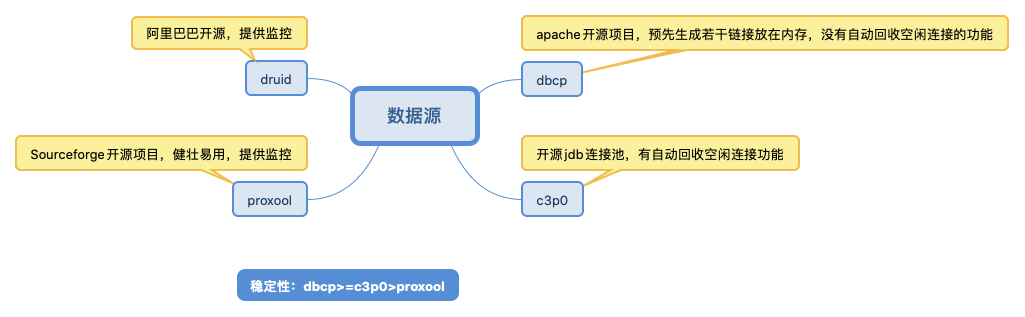 阿里巴巴开源，提供监控
druid
apache开源项目，预先生成若干链接放在内存，没有自动回收空闲连接的功能
dbcp
数据源
Sourceforge开源项目，健壮易用，提供监控
proxool
开源jdb连接池，有自动回收空闲连接功能
c3p0
稳定性：dbcp>=c3p0>proxool